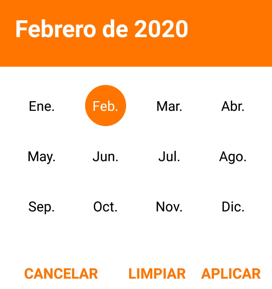 Febrero de 2020
Ene. Feb. Mar. Abr.
May. Jun. Jul. Ago.
Sep. Oct. Nov. Dic.
CANCELAR LIMPIAR APLICAR